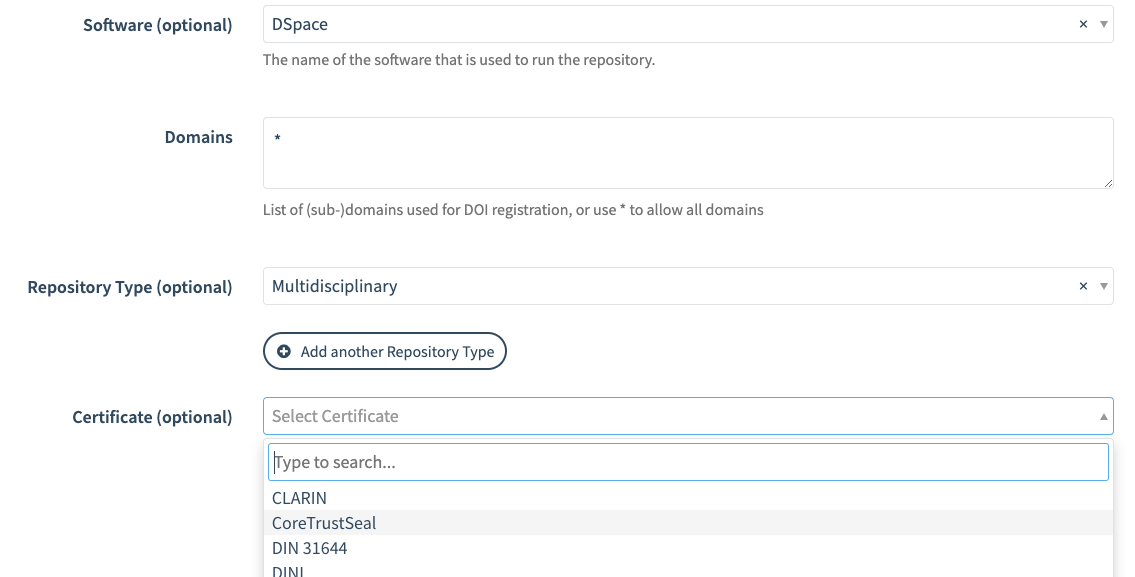 Software (optional)
DSpace
× ▼
The name of the software that is used to run the repository.
Domains
*
List of (sub-)domains used for DOI registration, or use * to allow all domains
Repository Type (optional)
Multidisciplinary
× ▼
Add another Repository Type
Certificate (optional)
Select Certificate
▲
Type to search...
CLARIN
CoreTrustSeal
DIN 31644
DINI